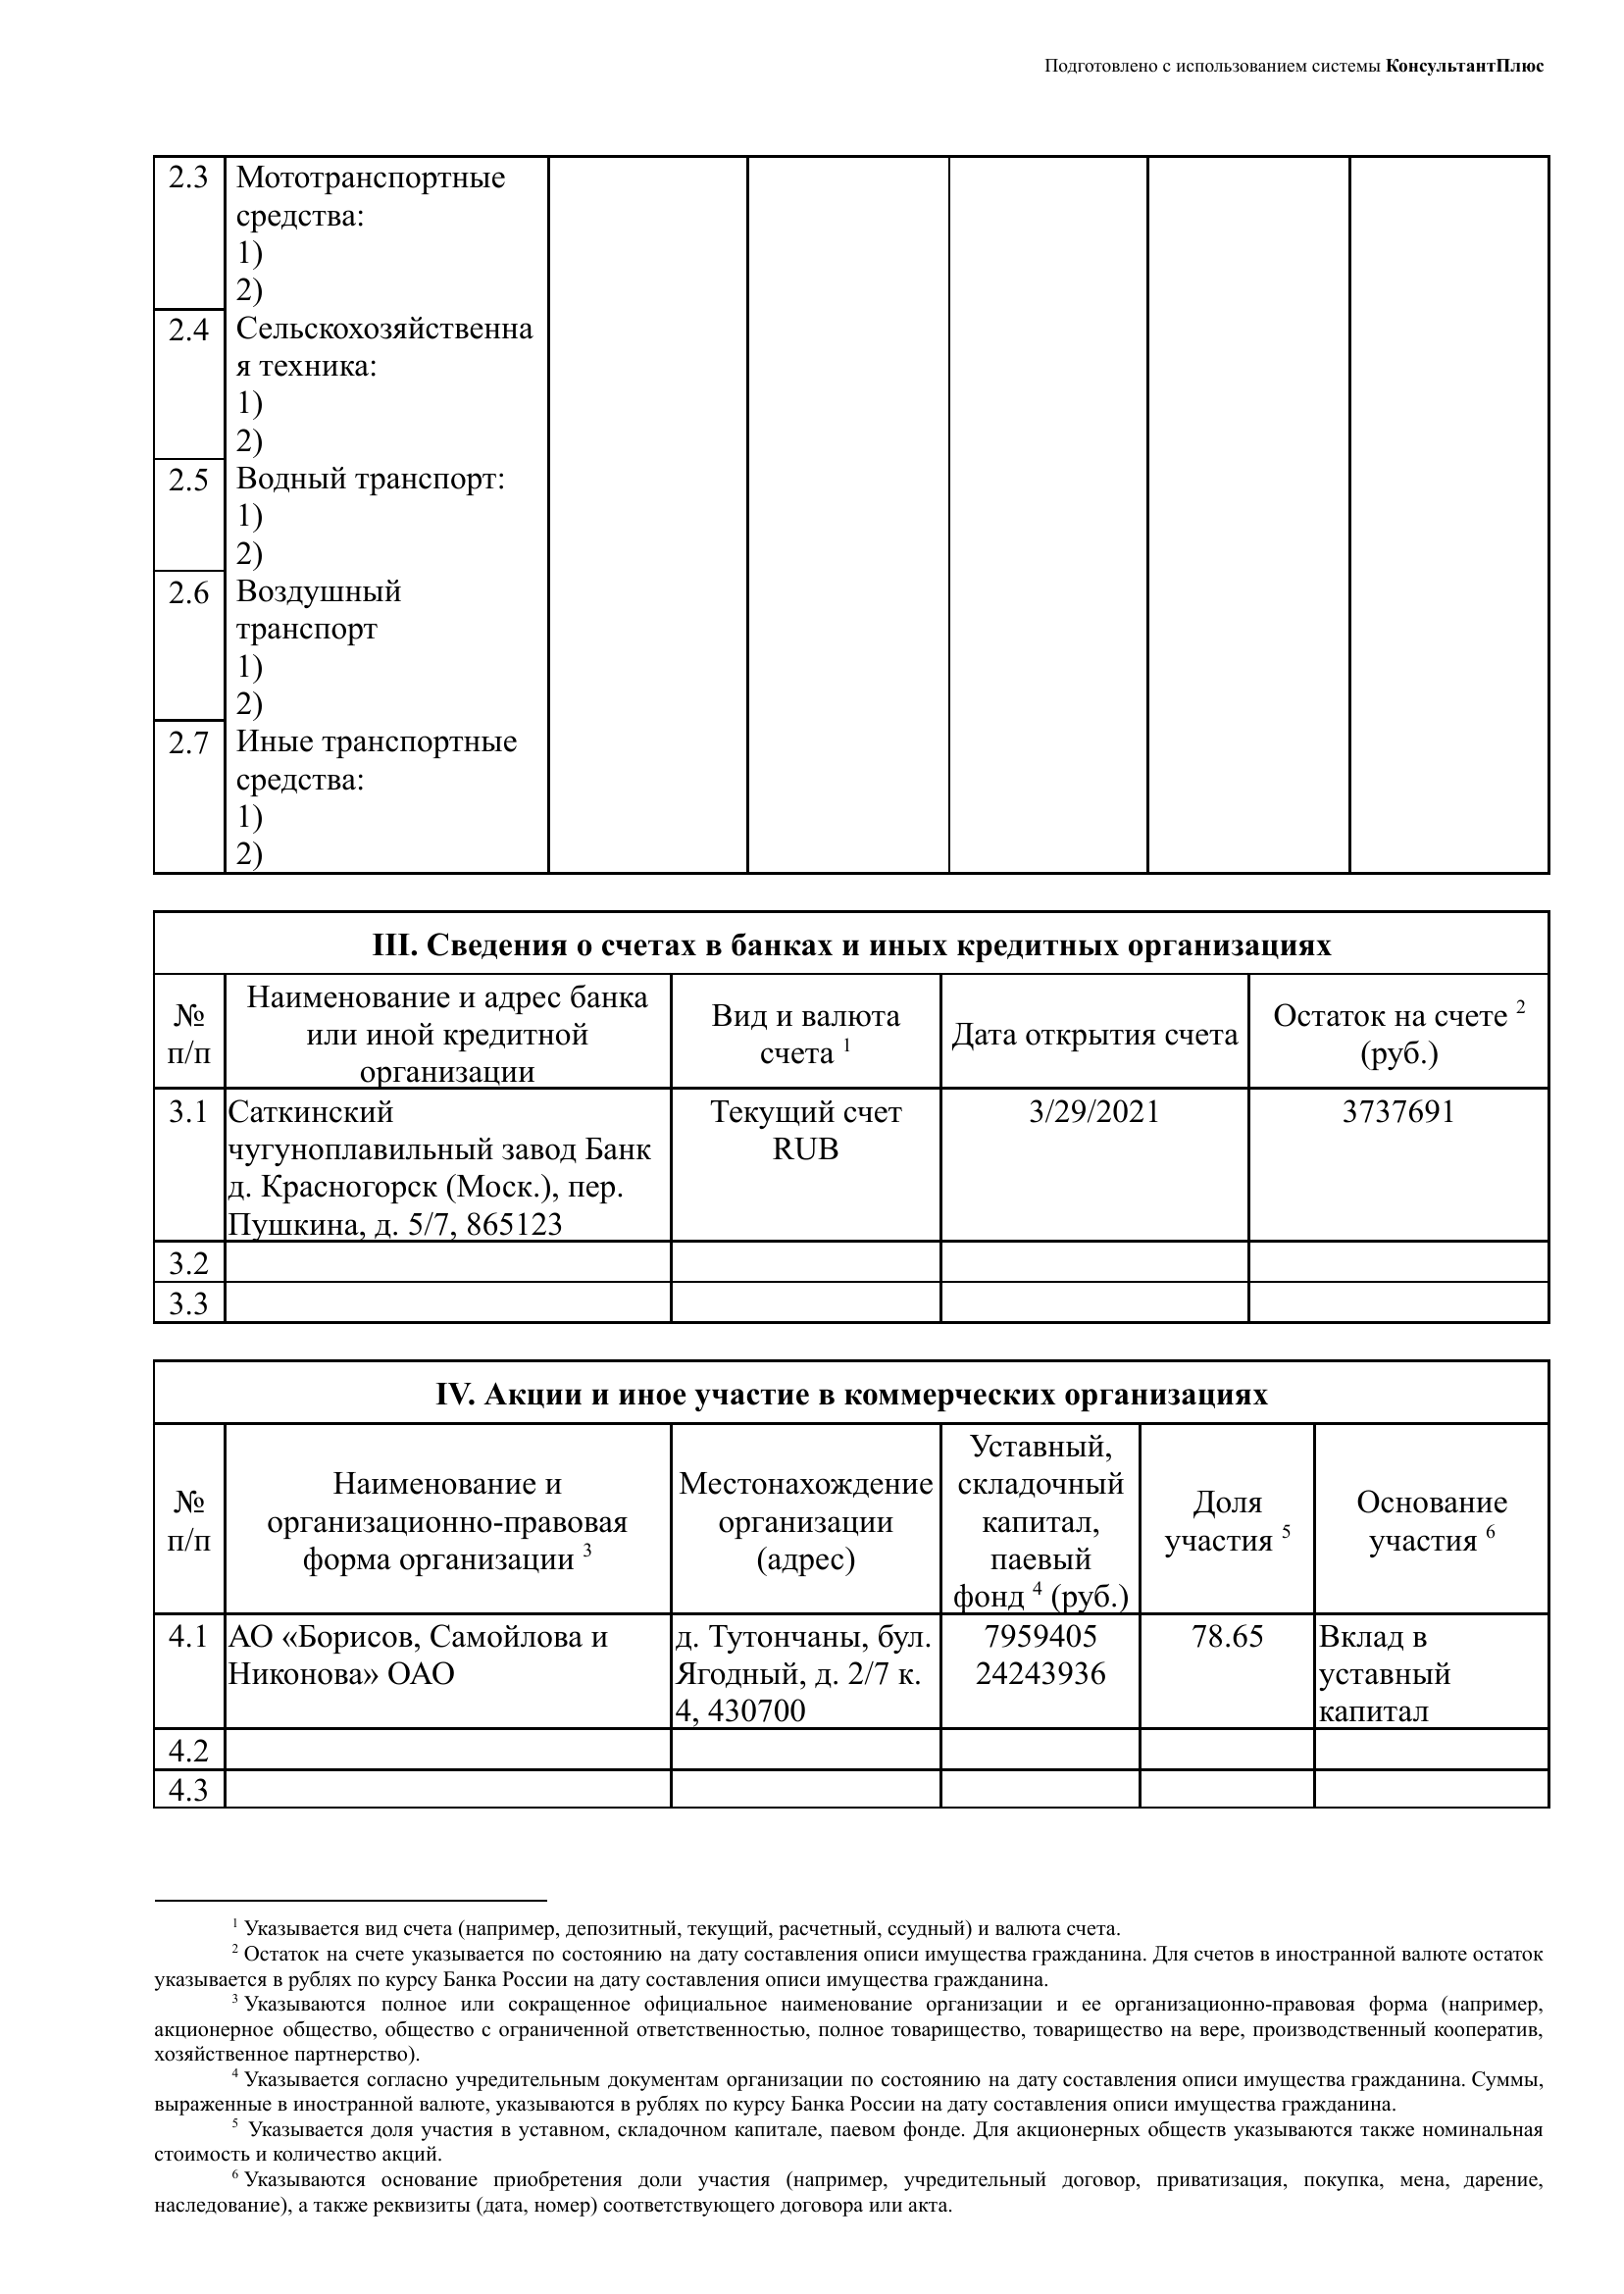 Подготовлено с использованием системы КонсультантПлюс
2.3 Мототранспортные
средства:
1)
2)
2.4 Сельскохозяйственна
я техника:
1)
2)
2.5 Водный транспорт:
1)
2)
2.6 Воздушный
транспорт
1)
2)
2.7 Иные транспортные
средства:
1)
2)
III. Сведения о счетах в банках и иных кредитных организациях
№
п/п
Наименование и адрес банка
или иной кредитной
организации
Вид и валюта
счета 1
Дата открытия счета
Остаток на счете 2
(руб.)
3.1
Саткинский
чугуноплавильный завод Банк
д. Красногорск (Моск.), пер.
Пушкина, д. 5/7, 865123
Текущий счет
RUB
3/29/2021
3737691
3.2
3.3
IV. Акции и иное участие в коммерческих организациях
№
п/п
Наименование и
организационно-правовая
форма организации 3
Местонахождение
организации
(адрес)
Уставный,
складочный
капитал,
паевый
фонд 4 (руб.)
Доля
участия 5
Основание
участия 6
4.1
АО «Борисов, Самойлова и
Никонова» ОАО
д. Тутончаны, бул.
Ягодный, д. 2/7 к.
4, 430700
7959405
24243936
78.65
Вклад в
уставный
капитал
4.2
4.3
1 Указывается вид счета (например, депозитный, текущий, расчетный, ссудный) и валюта счета.
2 Остаток на счете указывается по состоянию на дату составления описи имущества гражданина. Для счетов в иностранной валюте остаток
указывается в рублях по курсу Банка России на дату составления описи имущества гражданина.
3 Указываются полное или сокращенное официальное наименование организации и ее организационно-правовая форма (например,
акционерное общество, общество с ограниченной ответственностью, полное товарищество, товарищество на вере, производственный кооператив,
хозяйственное партнерство).
4 Указывается согласно учредительным документам организации по состоянию на дату составления описи имущества гражданина. Суммы,
выраженные в иностранной валюте, указываются в рублях по курсу Банка России на дату составления описи имущества гражданина.
5 Указывается доля участия в уставном, складочном капитале, паевом фонде. Для акционерных обществ указываются также номинальная
стоимость и количество акций.
6 Указываются основание приобретения доли участия (например, учредительный договор, приватизация, покупка, мена, дарение,
наследование), а также реквизиты (дата, номер) соответствующего договора или акта.